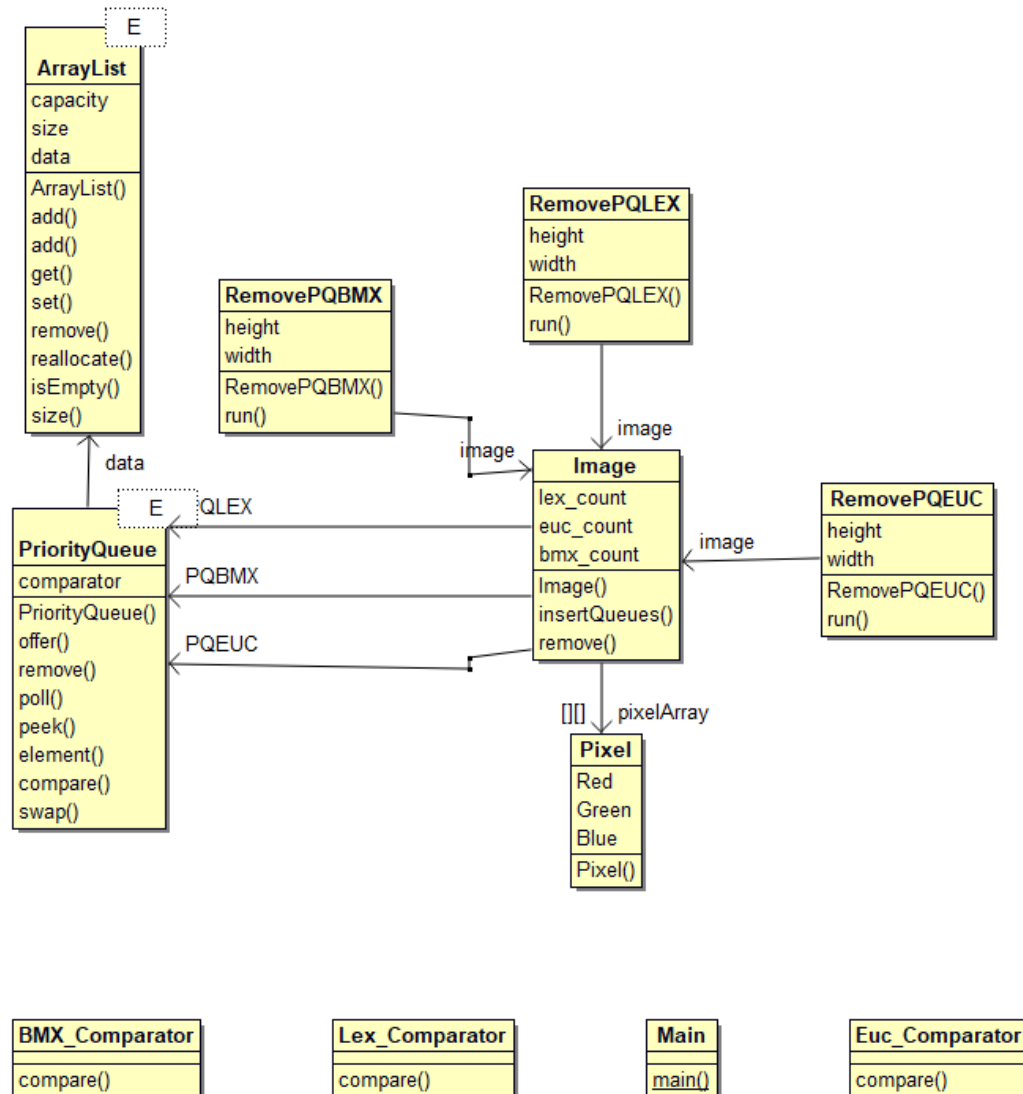 E
ArrayList
capacity
size
data
ArrayList()
add()
add()
get()
set()
remove()
reallocate()
isEmpty()
size()
data
RemovePQBMX
height
width
RemovePQBMX()
run()
image
RemovePQLEX
height
width
RemovePQLEX()
run()
image
Image
lex_count
euc_count
bmx_count
Image()
insertQueues()
remove()
RemovePQEUC
height
width
RemovePQEUC()
run()
image
E
QLEX
PQBMX
PQEUC
PriorityQueue
comparator
PriorityQueue()
offer()
remove()
poll()
peek()
element()
compare()
swap()
[][] pixelArray
Pixel
Red
Green
Blue
Pixel()
BMX_Comparator
compare()
Lex_Comparator
compare()
Main
main()
Euc_Comparator
compare()